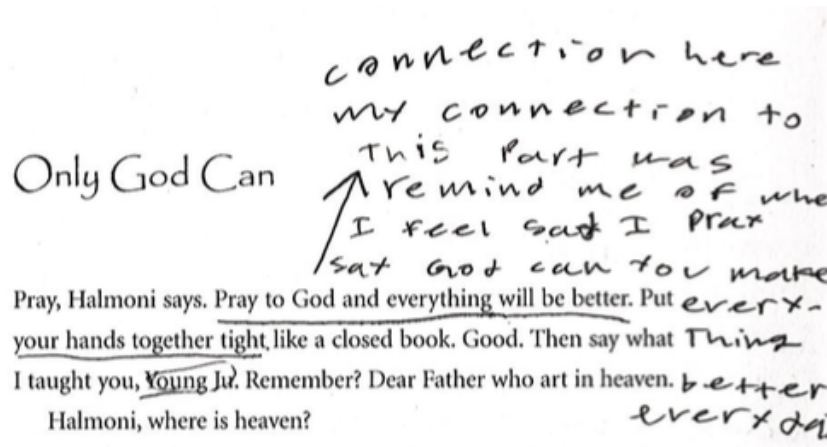 connection here
my connection to
This Part was
remind me of whe
I feel sad I Pray
say God can you make
every-
Thing
better
every da
Only God Can
Pray, Halmoni says. Pray to God and everything will be better. Put
your hands together tight, like a closed book. Good. Then say what
I taught you, Young Ju. Remember? Dear Father who art in heaven.
Halmoni, where is heaven?